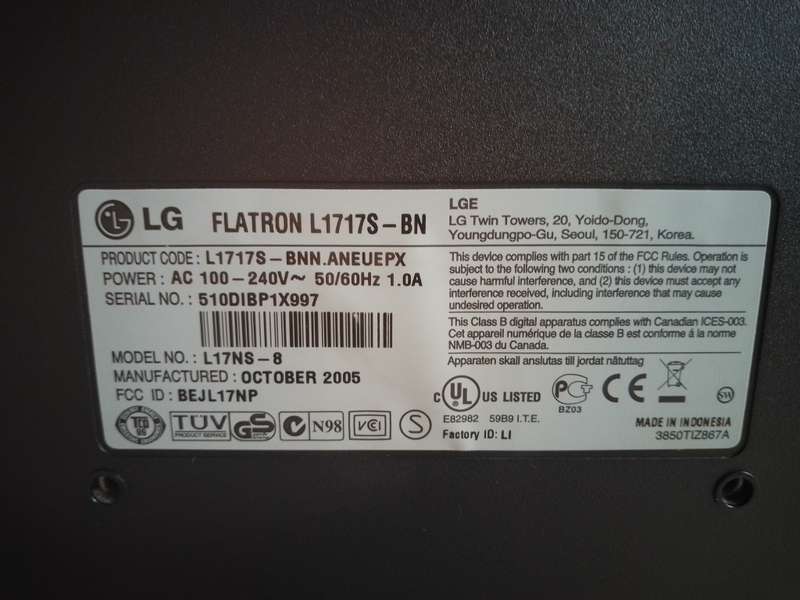 LG FLATRON L1717S-BN
LGE
LG Twin Towers, 20, Yoido-Dong,
Youngdungpo-Gu, Seoul, 150-721, Korea.
PRODUCT CODE : L1717S-BNN.ANEUEPX
POWER : AC 100-240V~ 50/60Hz 1.0A
SERIAL NO. : 510DIBP1X997
MODEL NO. : L17NS-8
MANUFACTURED : OCTOBER 2005
FCC ID : BEJL17NP
This device complies with part 15 of the FCC Rules. Operation is
subject to the following two conditions : (1) this device may not
cause harmful interference, and (2) this device must accept any
interference received, including interference that may cause
undesired operation.
This Class B digital apparatus complies with Canadian ICES-003.
Cet appareil numérique de la classe B est conforme á la norme
NMB-003 du Canada.
Apparaten skall anslutas till jordat nätuttag
TCO 99
TÜV
PRODUCT SERVICE
GS
N98
VCI
S
C UL US LISTED
E82982 59B9 I.T.E.
Factory ID: LI
BZ03
CE
MADE IN INDONESIA
3850TIZ867A